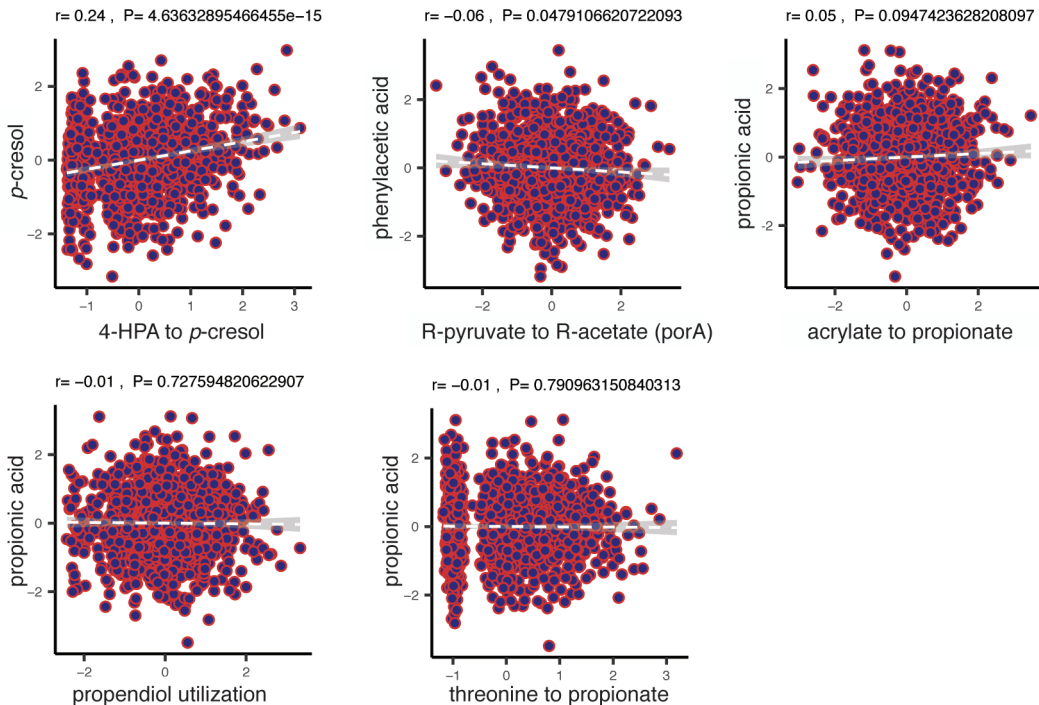 r= 0.24 ,  P= 4.63632895466455e−15
r= −0.06 ,  P= 0.0479106620722093
r= 0.05 ,  P= 0.0947423628208097
p-cresol
2
0
−2
−1
0
1
2
3
4-HPA to p-cresol
phenylacetic acid
2
0
-2
−2
0
2
R-pyruvate to R-acetate (porA)
propionic acid
2
0
-2
−2
0
2
acrylate to propionate
r= −0.01 ,  P= 0.727594820622907
r= −0.01 ,  P= 0.790963150840313
propionic acid
2
0
−2
−2
0
2
propendiol utilization
propionic acid
2
0
−2
−1
0
1
2
3
threonine to propionate